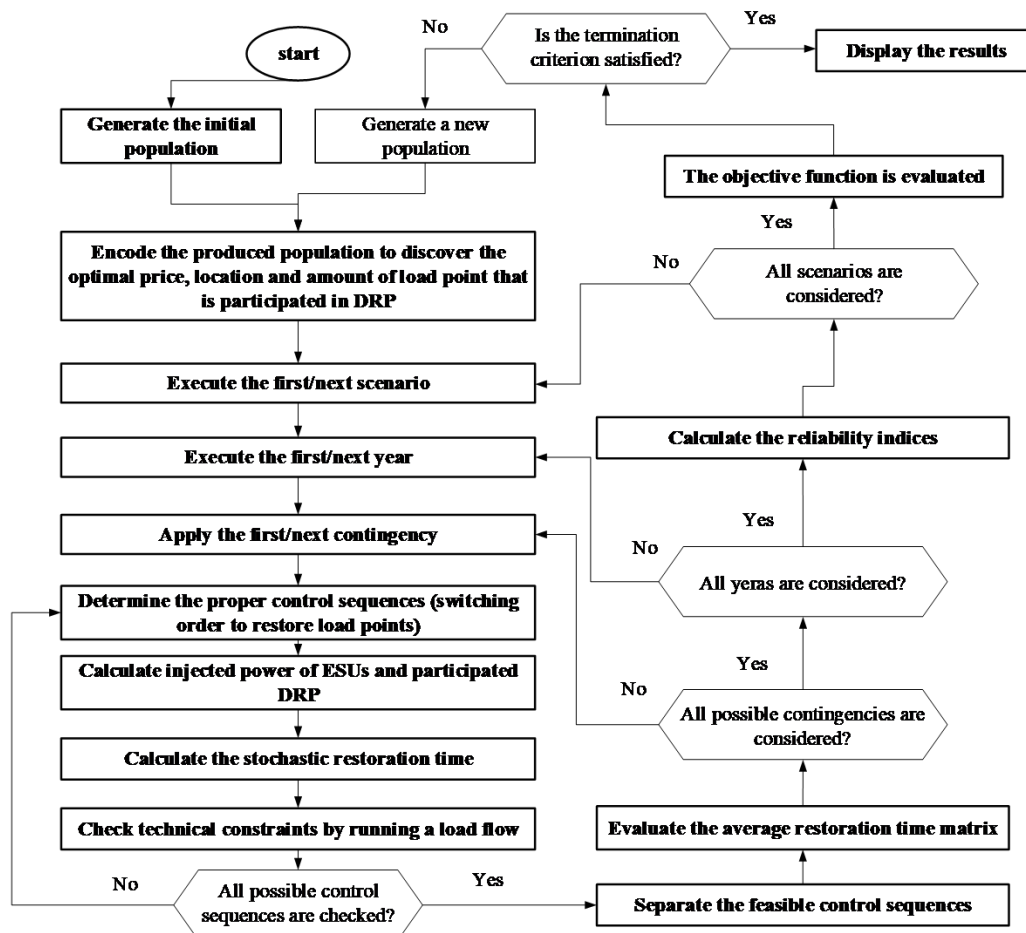 start
Generate the initial
population
Generate a new
population
Encode the produced population to discover the
optimal price, location and amount of load point that
is participated in DRP
Execute the first/next scenario
Execute the first/next year
Apply the first/next contingency
Determine the proper control sequences (switching
order to restore load points)
Calculate injected power of ESUs and participated
DRP
Calculate the stochastic restoration time
Check technical constraints by running a load flow
No
All possible control
sequences are checked?
Yes
Separate the feasible control sequences
Evaluate the average restoration time matrix
No
All possible contingencies are
considered?
Yes
No
All yeras are considered?
Yes
Calculate the reliability indices
No
All scenarios are
considered?
Yes
The objective function is evaluated
No
Is the termination
criterion satisfied?
Yes
Display the results